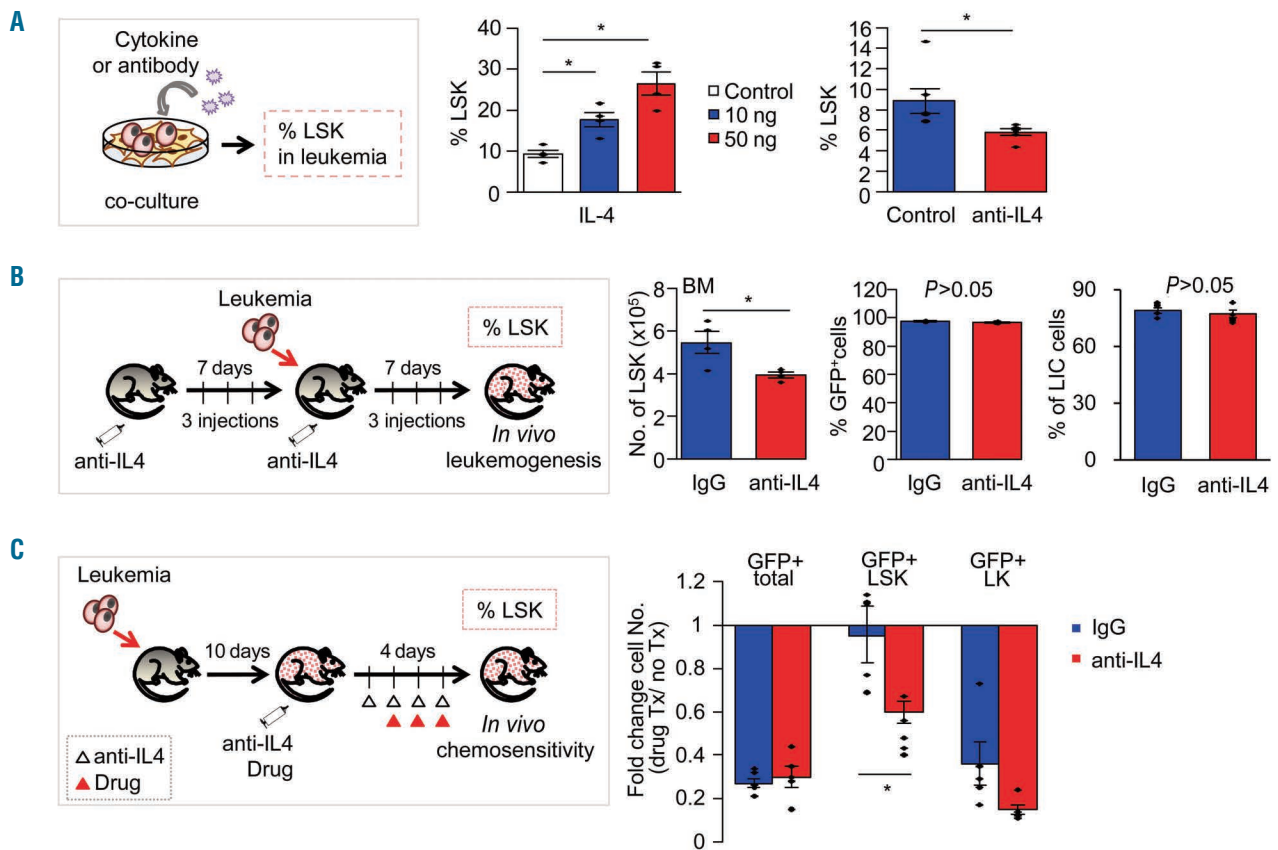 A
Cytokine
or antibody
% LSK
in leukemia
co-culture
% LSK
40
30
20
10
0
IL-4
Control
10 ng
50 ng
% LSK
16
14
12
10
8
6
4
2
0
*
*
*
Control anti-IL4
B
Leukemia
% LSK
7 days
7 days
3 injections
3 injections
anti-IL4
anti-IL4
In vivo
leukemogenesis
No. of LSK (x10⁵)
8
6
4
2
0
BM
*
IgG anti-IL4
% GFP⁺cells
120
100
80
60
40
20
0
P>0.05
IgG anti-IL4
% of LIC cells
90
60
30
0
P>0.05
IgG anti-IL4
C
Leukemia
% LSK
10 days
4 days
anti-IL4
Drug
In vivo
chemosensitivity
anti-IL4
Drug
Fold change cell No.
(drug Tx/ no Tx)
GFP+
total
GFP+
LSK
GFP+
LK
1.2
1
0.8
0.6
0.4
0.2
0
*
IgG
anti-IL4